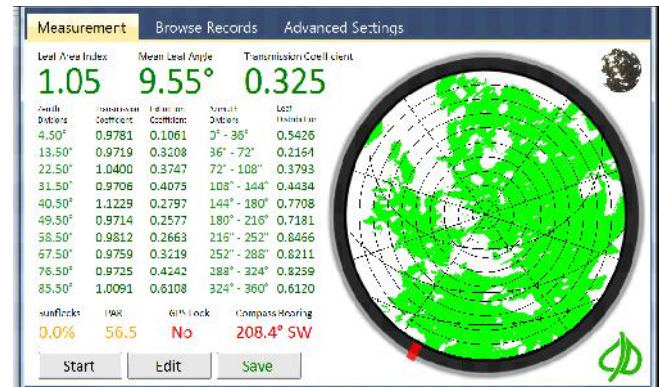 Measurement Browse Records Advanced Settings
Leaf Area Index Mean Leaf Angle Transmission Coefficient
1.05 9.55° 0.325
Zenith Transmission Extinction Azimuth Leaf
Divisions Coefficient Coefficient Divisions Distribution
4.50° 0.9781 0.1061 0° - 36° 0.5426
13.50° 0.9719 0.3208 36° - 72° 0.2164
22.50° 1.0400 0.3747 72° - 108° 0.3793
31.50° 0.9706 0.4075 108° - 144° 0.4434
40.50° 1.1229 0.2797 144° - 180° 0.7708
49.50° 0.9714 0.2577 180° - 216° 0.7181
58.50° 0.9812 0.2663 216° - 252° 0.8466
67.50° 0.9759 0.3219 252° - 288° 0.8211
76.50° 0.9725 0.4242 288° - 324° 0.8259
85.50° 1.0091 0.6108 324° - 360° 0.6120
Sunflecks PAR GPS Lock Compass Bearing
0.0% 56.5 No 208.4° SW
Start Edit Save